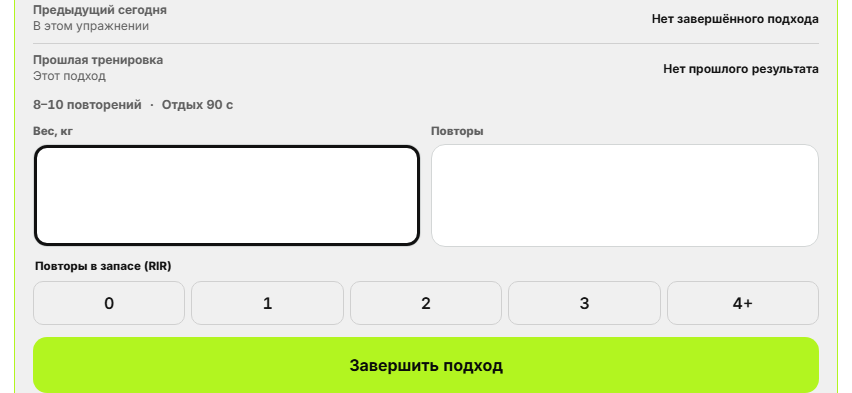 Предыдущий сегодня
В этом упражнении
Нет завершённого подхода
Прошлая тренировка
Этот подход
Нет прошлого результата
8–10 повторений · Отдых 90 с
Вес, кг
Повторы
Повторы в запасе (RIR)
0 1 2 3 4+
Завершить подход